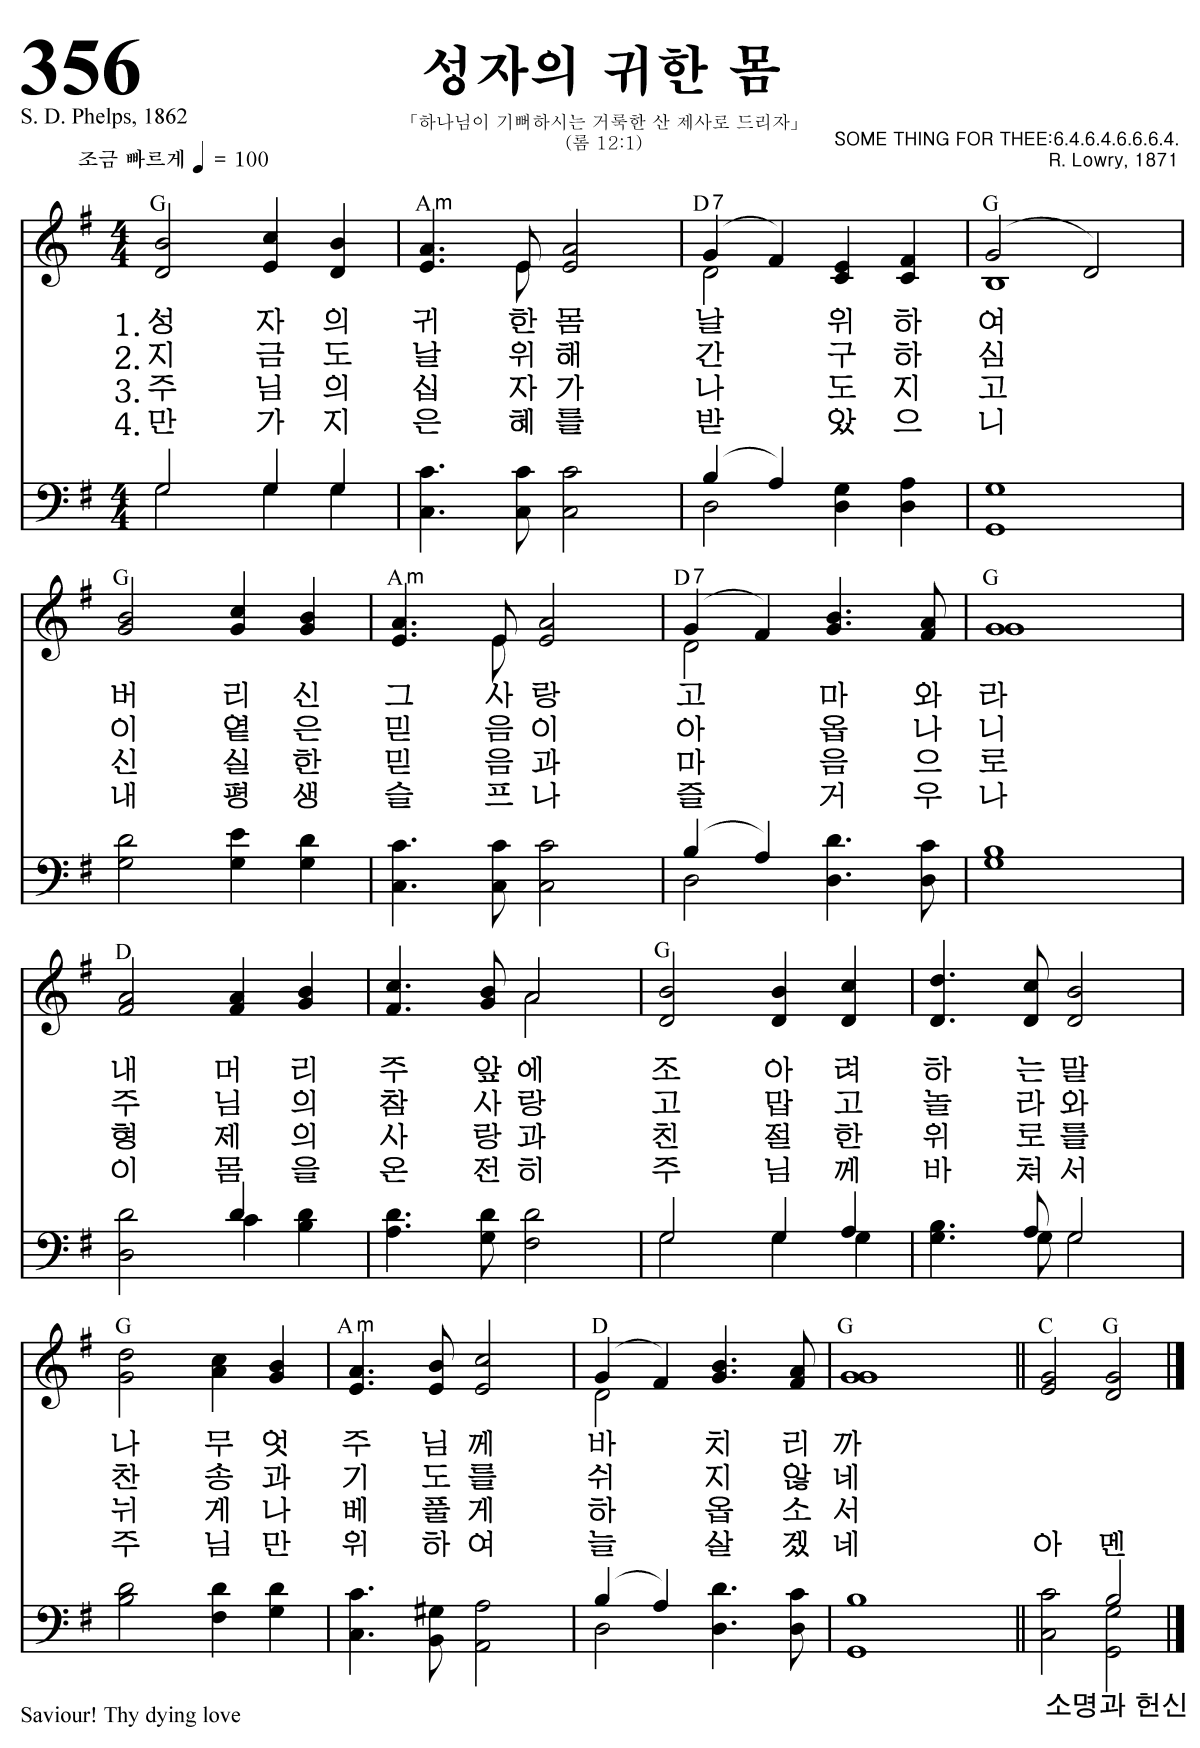 356
성자의 귀한 몸
S. D. Phelps, 1862
「하나님이 기뻐하시는 거룩한 산 제사로 드리자」
(롬 12:1)
SOME THING FOR THEE:6.4.6.4.6.6.6.4.
조금 빠르게 ♩ = 100
R. Lowry, 1871
G Am D7 G
4 4
1. 성 자 의 귀 한 몸 날 위 하 여
2. 지 금 도 날 위 해 간 구 하 심
3. 주 님 의 십 자 가 나 도 지 고
4. 만 가 지 은 혜 를 받 았 으 니
4 4
G Am D7 G
버 리 신 그 사 랑 고 마 와 라
이 옅 은 믿 음 이 아 옵 나 니
신 실 한 믿 음 과 마 음 으 로
내 평 생 슬 프 나 즐 거 우 나
D G
내 머 리 주 앞 에 조 아 려 하 는 말
주 님 의 참 사 랑 고 맙 고 놀 라 와
형 제 의 사 랑 과 친 절 한 위 로 를
이 몸 을 온 전 히 주 님 께 바 쳐 서
G Am D G C G
나 무 엇 주 님 께 바 치 리 까
찬 송 과 기 도 를 쉬 지 않 네
뉘 게 나 베 풀 게 하 옵 소 서
주 님 만 위 하 여 늘 살 겠 네 아 멘
Saviour! Thy dying love
소명과 헌신